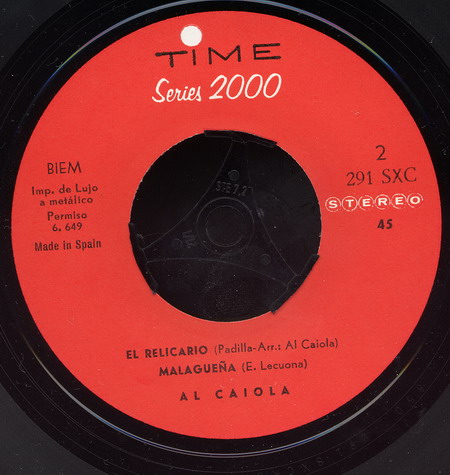 TIME
Series 2000
BIEM
Imp. de Lujo
a metálico
Permiso
6.649
Made in Spain
2
291 SXC
STEREO
45
EL RELICARIO (Padilla-Arr.: Al Caiola)
MALAGUEÑA (E. Lecuona)
AL CAIOLA